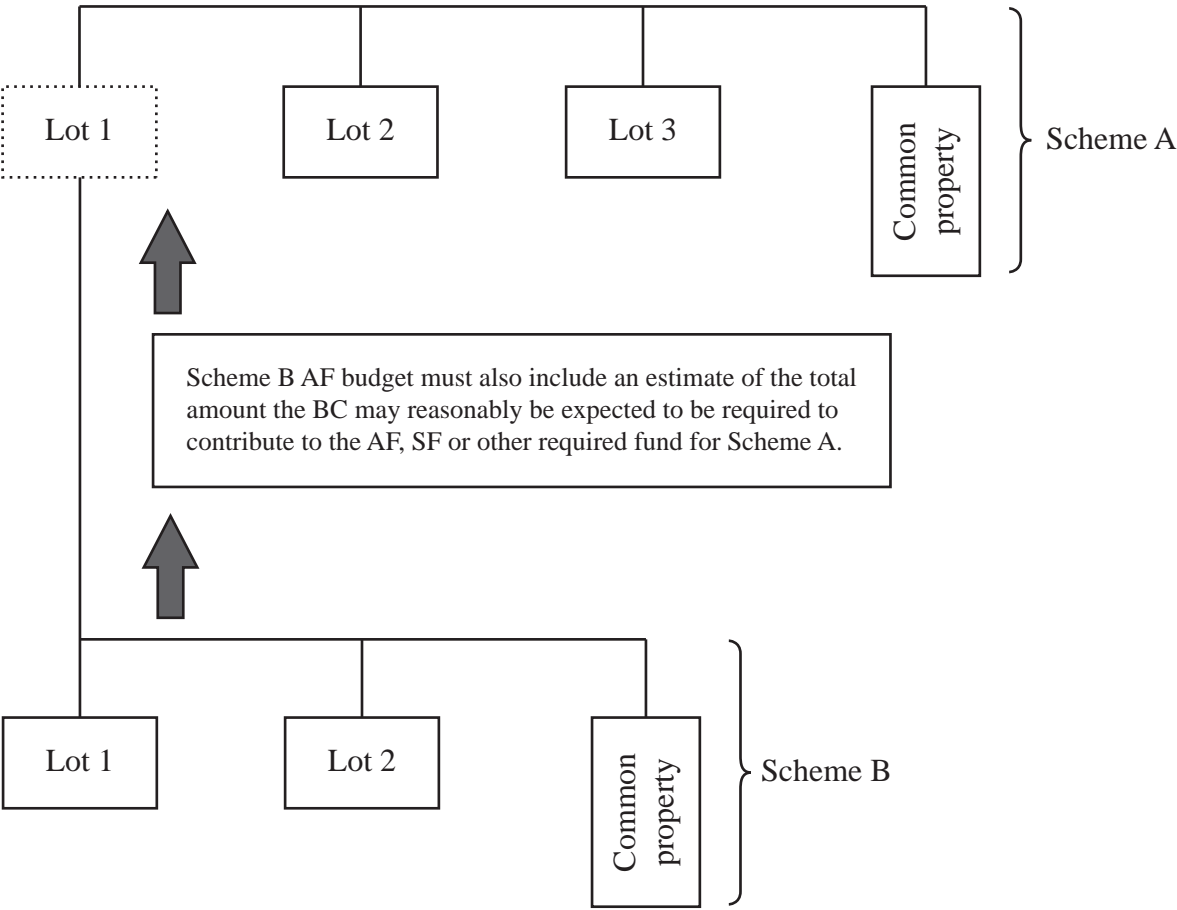 Lot 1
Lot 2
Lot 3
Common
property
Scheme A
Scheme B AF budget must also include an estimate of the total
amount the BC may reasonably be expected to be required to
contribute to the AF, SF or other required fund for Scheme A.
Lot 1
Lot 2
Common
property
Scheme B